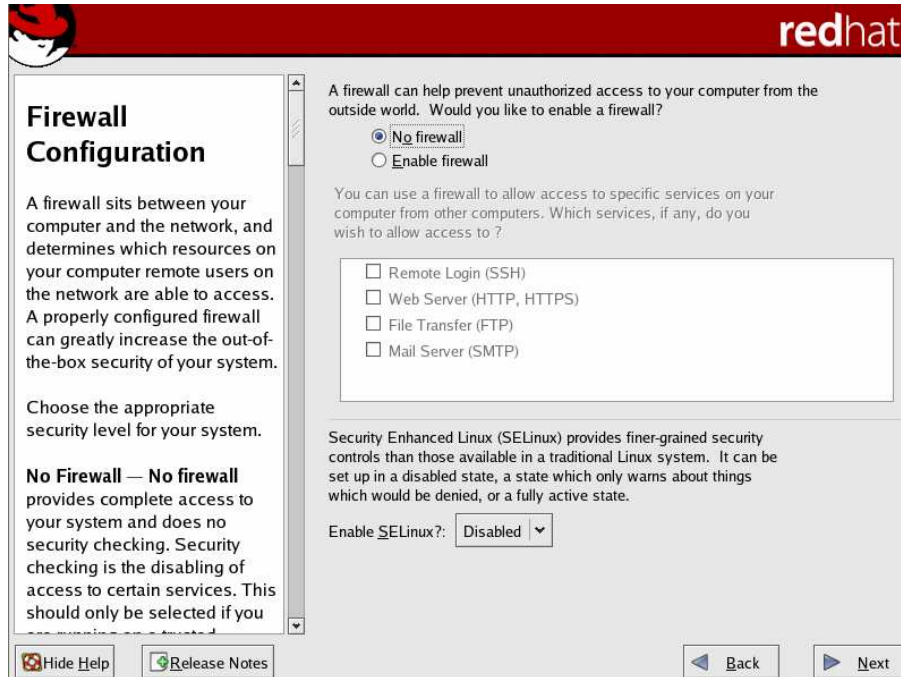 redhat
Firewall
Configuration
A firewall sits between your
computer and the network, and
determines which resources on
your computer remote users on
the network are able to access.
A properly configured firewall
can greatly increase the out-of-
the-box security of your system.
Choose the appropriate
security level for your system.
No Firewall — No firewall
provides complete access to
your system and does no
security checking. Security
checking is the disabling of
access to certain services. This
should only be selected if you
A firewall can help prevent unauthorized access to your computer from the
outside world. Would you like to enable a firewall?
No firewall
Enable firewall
You can use a firewall to allow access to specific services on your
computer from other computers. Which services, if any, do you
wish to allow access to ?
Remote Login (SSH)
Web Server (HTTP, HTTPS)
File Transfer (FTP)
Mail Server (SMTP)
Security Enhanced Linux (SELinux) provides finer-grained security
controls than those available in a traditional Linux system. It can be
set up in a disabled state, a state which only warns about things
which would be denied, or a fully active state.
Enable SELinux?: Disabled
Hide Help
Release Notes
Back
Next